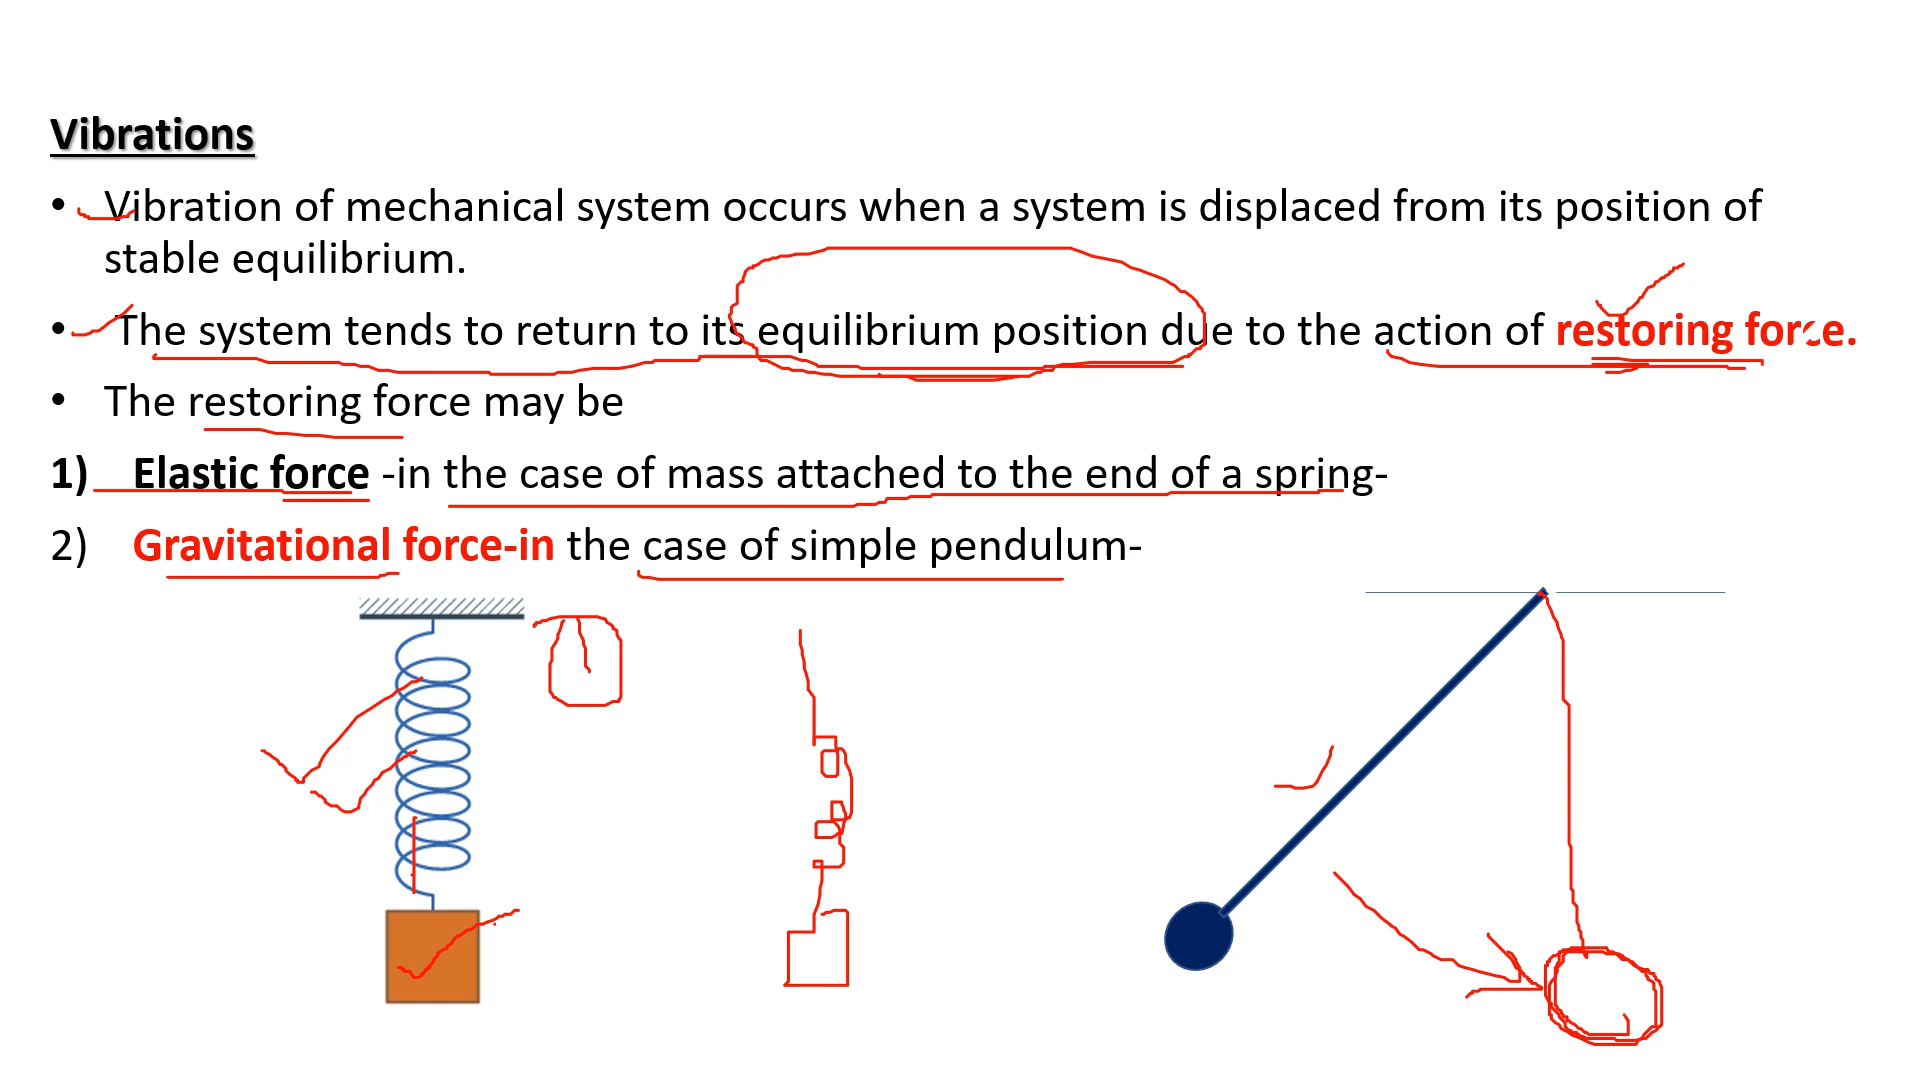 Vibrations
• Vibration of mechanical system occurs when a system is displaced from its position of
stable equilibrium.
• The system tends to return to its equilibrium position due to the action of restoring force.
• The restoring force may be
1) Elastic force -in the case of mass attached to the end of a spring-
2) Gravitational force-in the case of simple pendulum-